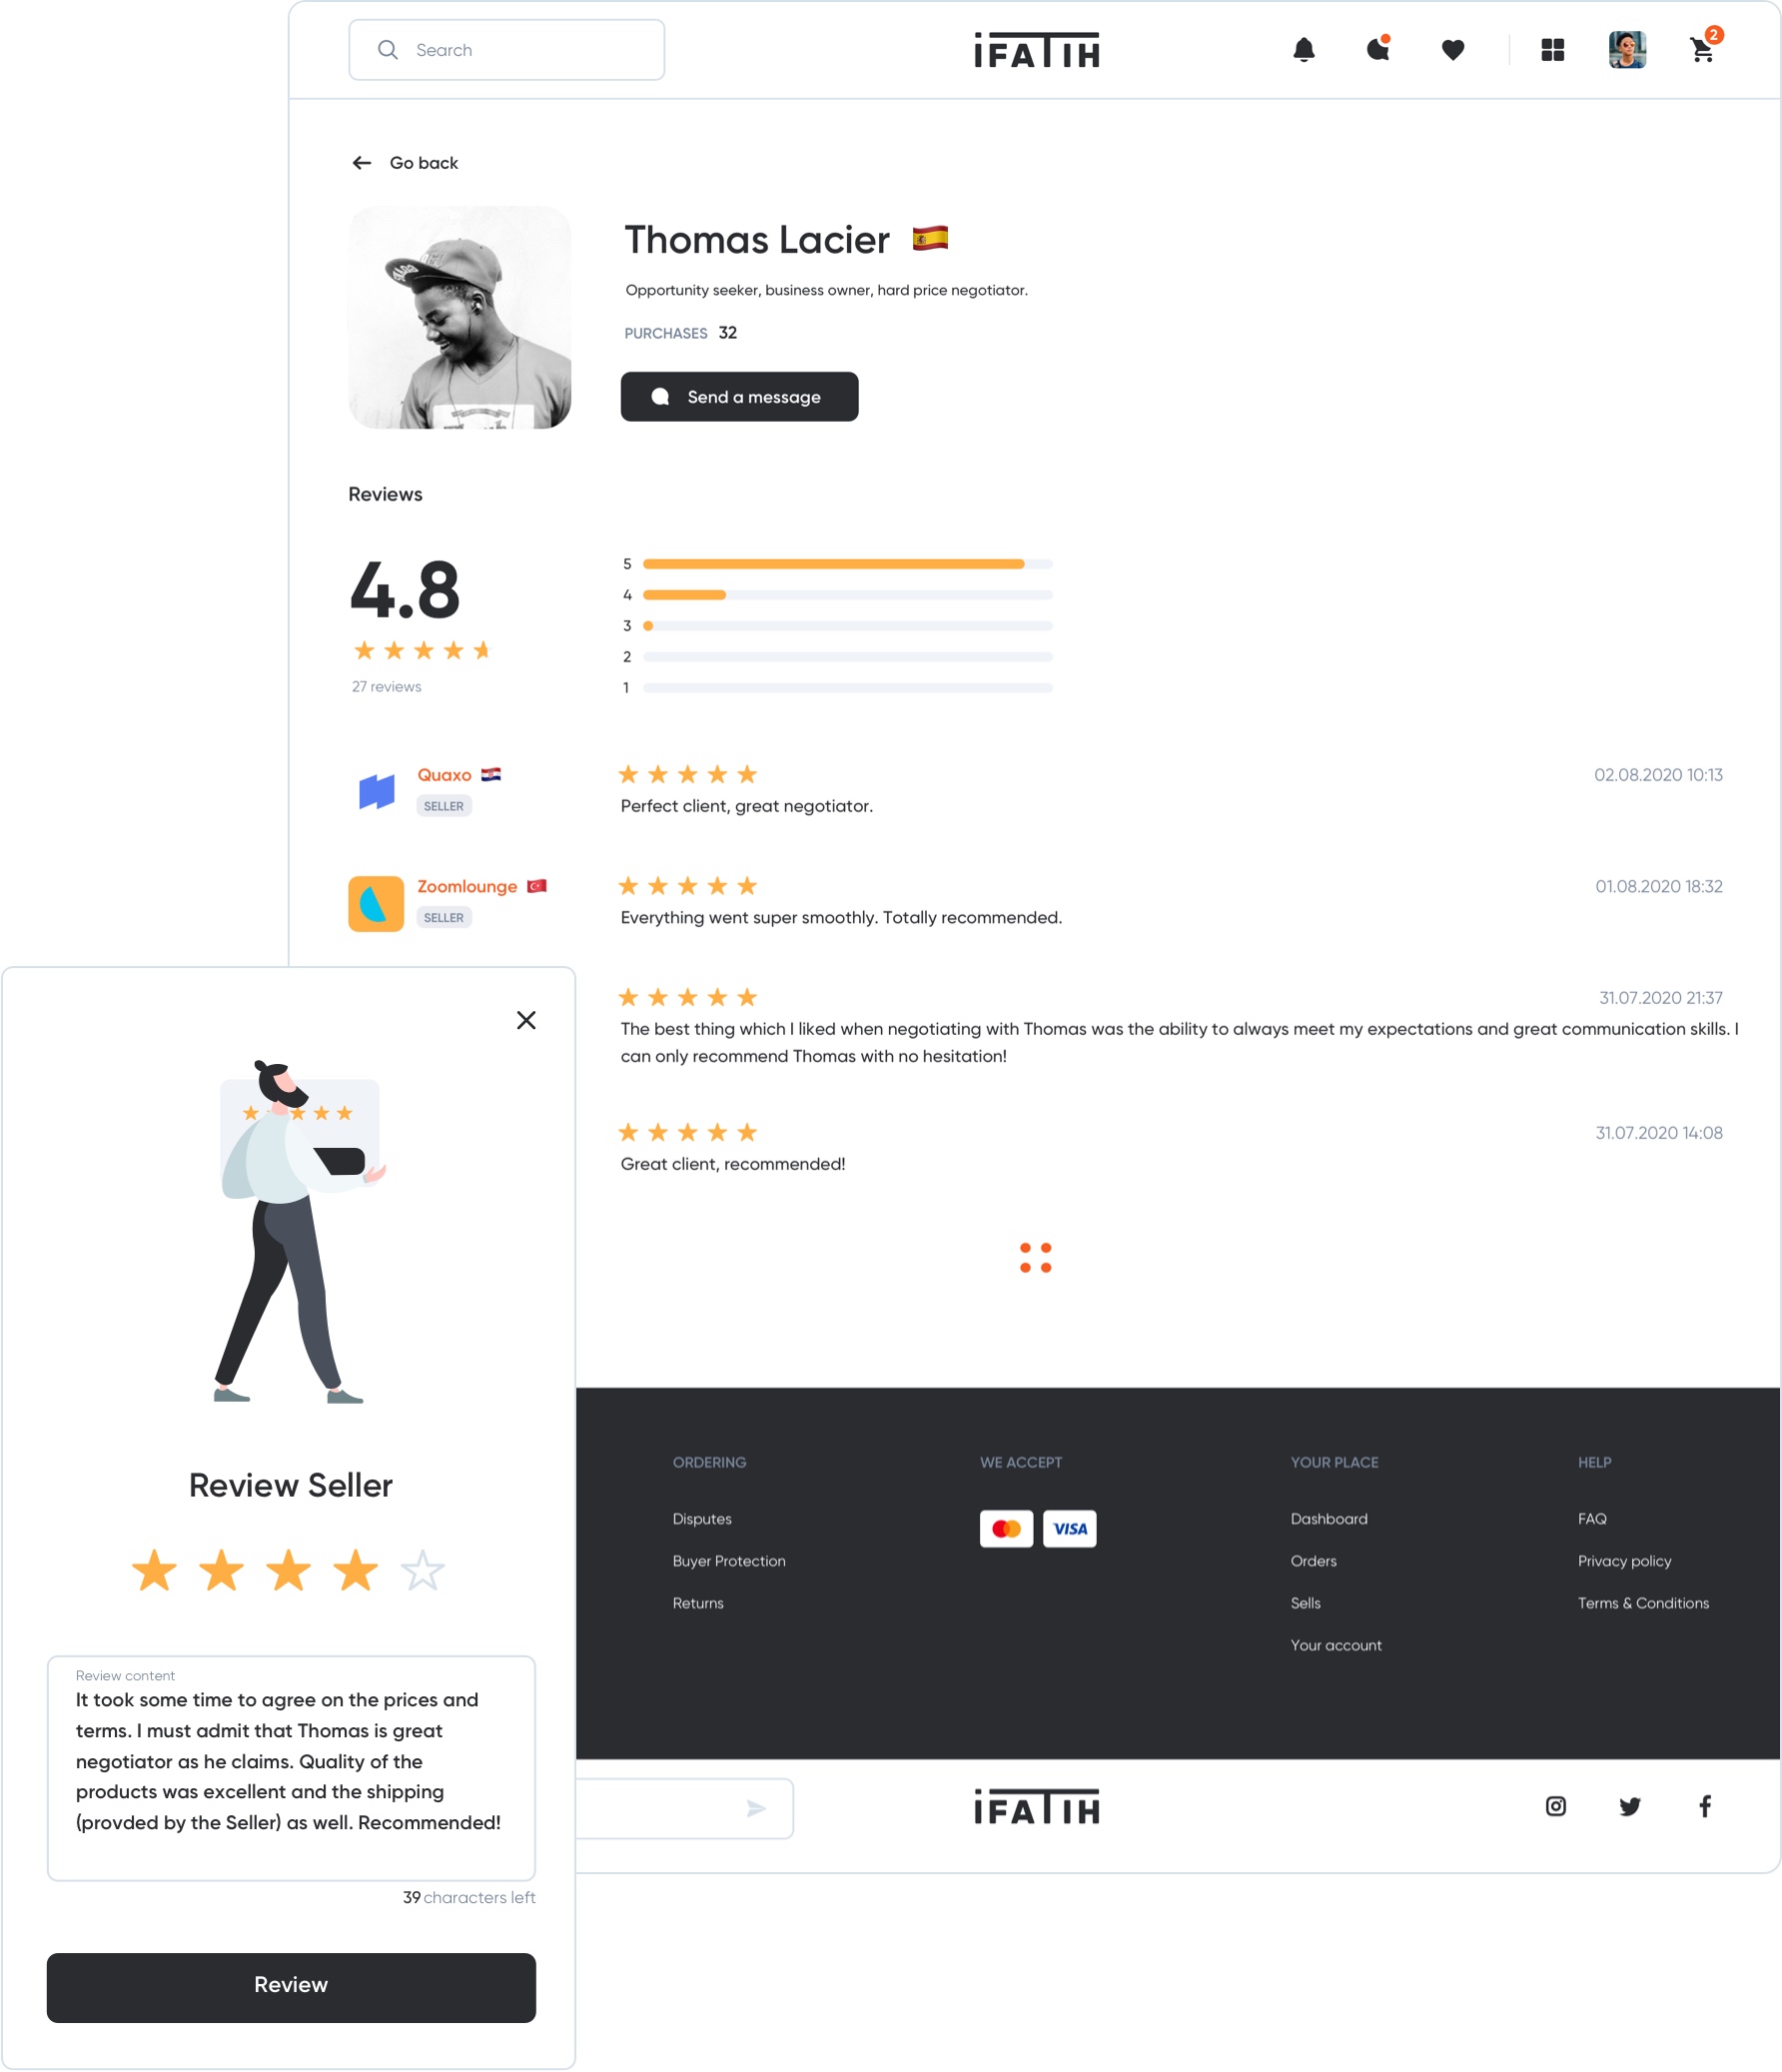 Search
iFATIH
2
Go back
Thomas Lacier
Opportunity seeker, business owner, hard price negotiator.
PURCHASES 32
Send a message
Reviews
4.8
27 reviews
5
4
3
2
1
Quaxo
SELLER
02.08.2020 10:13
Perfect client, great negotiator.
Zoomlounge
SELLER
01.08.2020 18:32
Everything went super smoothly. Totally recommended.
31.07.2020 21:37
The best thing which I liked when negotiating with Thomas was the ability to always meet my expectations and great communication skills. I
can only recommend Thomas with no hesitation!
31.07.2020 14:08
Great client, recommended!
Review Seller
Review content
It took some time to agree on the prices and
terms. I must admit that Thomas is great
negotiator as he claims. Quality of the
products was excellent and the shipping
(provded by the Seller) as well. Recommended!
39 characters left
Review
ORDERING
Disputes
Buyer Protection
Returns
WE ACCEPT
VISA
YOUR PLACE
Dashboard
Orders
Sells
Your account
HELP
FAQ
Privacy policy
Terms & Conditions
iFATIH